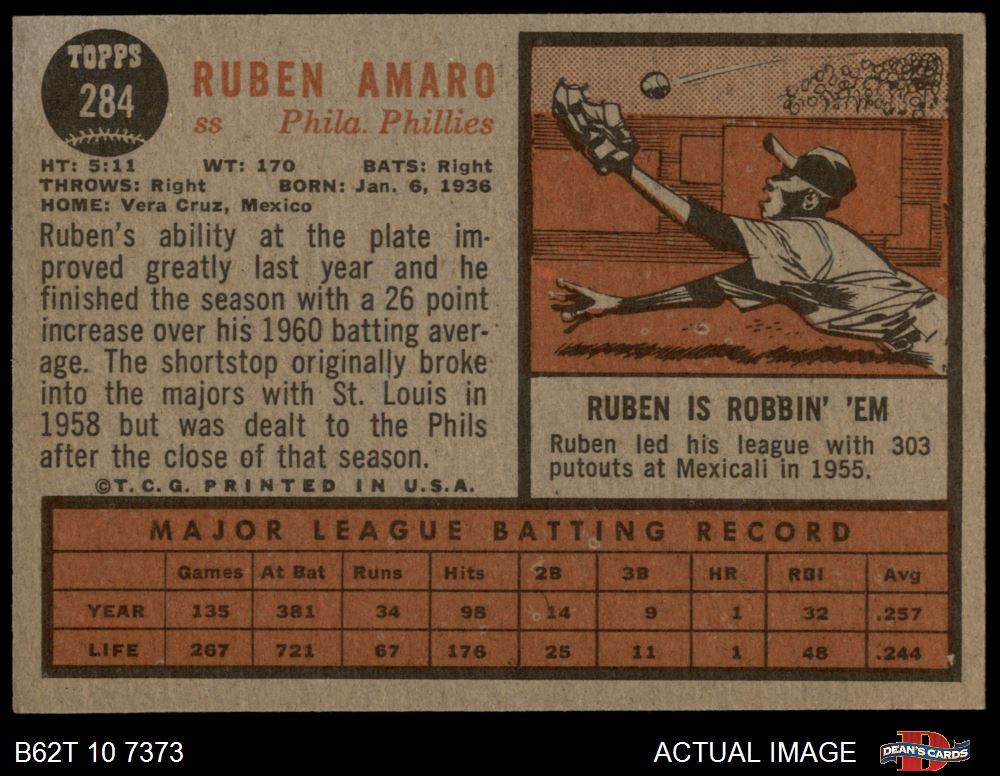 TOPPS
284
RUBEN AMARO
ss Phila. Phillies
HT: 5:11 WT: 170 BATS: Right
THROWS: Right BORN: Jan. 6, 1936
HOME: Vera Cruz, Mexico
Ruben's ability at the plate im-
proved greatly last year and he
finished the season with a 26 point
increase over his 1960 batting aver-
age. The shortstop originally broke
into the majors with St. Louis in
1958 but was dealt to the Phils
after the close of that season.
©T.C.G. PRINTED IN U.S.A.
RUBEN IS ROBBIN' 'EM
Ruben led his league with 303
putouts at Mexicali in 1955.
MAJOR LEAGUE BATTING RECORD
Games At Bat Runs Hits 2B 3B HR RBI Avg
YEAR 135 381 34 98 14 9 1 32 .257
LIFE 267 721 67 176 25 11 1 48 .244
B62T 10 7373
ACTUAL IMAGE
DEAN'S CARDS